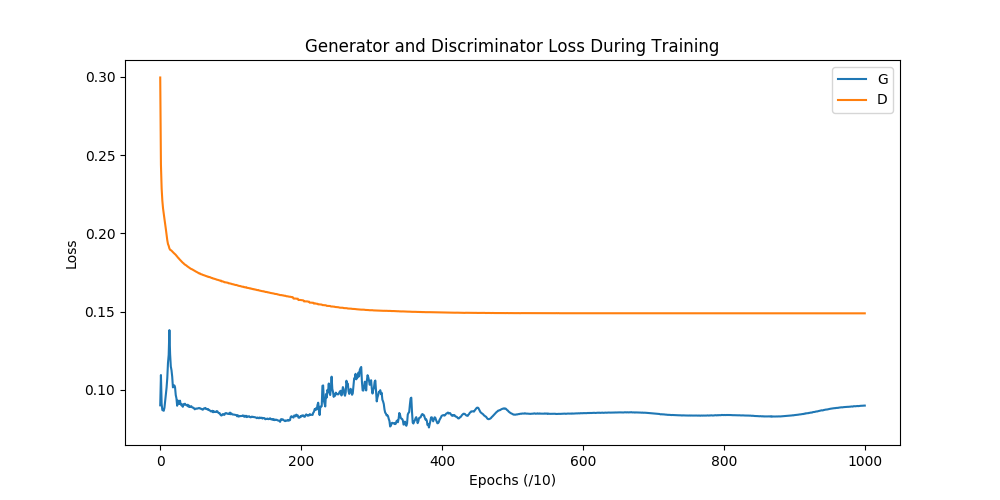 Generator and Discriminator Loss During Training
G
D
0.30
0.25
0.20
0.15
0.10
Loss
0 200 400 600 800 1000
Epochs (/10)